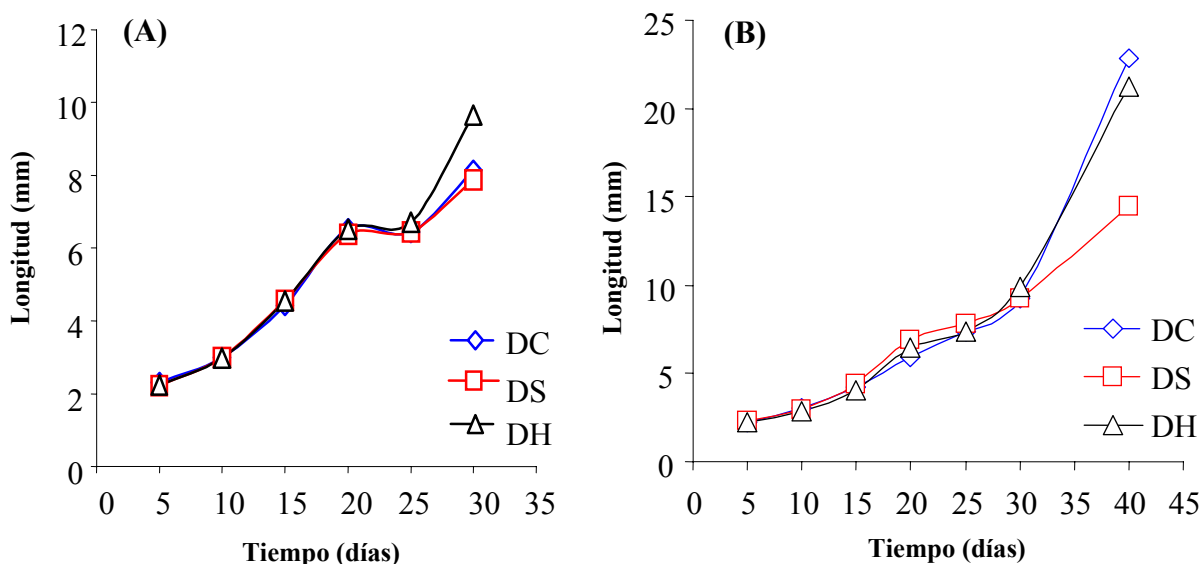 (A)
12
10
8
6
4
2
0
Longitud (mm)
0 5 10 15 20 25 30 35
Tiempo (días)
DC
DS
DH
(B)
25
20
15
10
5
0
Longitud (mm)
0 5 10 15 20 25 30 35 40 45
Tiempo (días)
DC
DS
DH